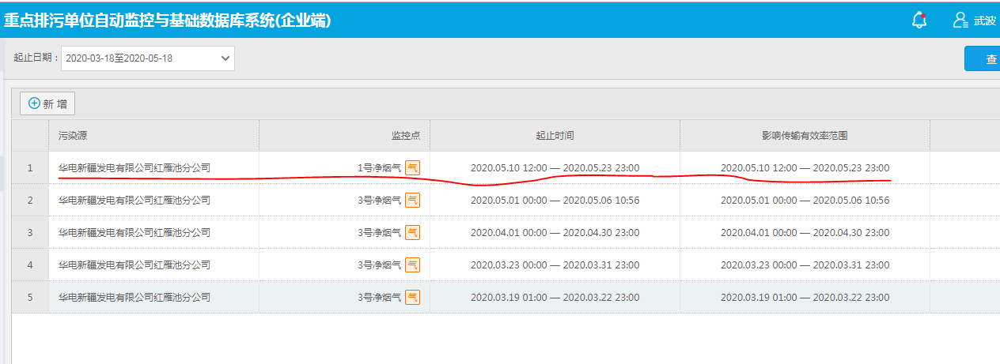 重点排污单位自动监控与基础数据库系统(企业端) 武波
起止日期： 2020-03-18至2020-05-18 查
新 增
污染源 监控点 起止时间 影响传输有效率范围
1 华电新疆发电有限公司红雁池分公司 1号净烟气 气 2020.05.10 12:00 — 2020.05.23 23:00 2020.05.10 12:00 — 2020.05.23 23:00
2 华电新疆发电有限公司红雁池分公司 3号净烟气 气 2020.05.01 00:00 — 2020.05.06 10:56 2020.05.01 00:00 — 2020.05.06 10:56
3 华电新疆发电有限公司红雁池分公司 3号净烟气 气 2020.04.01 00:00 — 2020.04.30 23:00 2020.04.01 00:00 — 2020.04.30 23:00
4 华电新疆发电有限公司红雁池分公司 3号净烟气 气 2020.03.23 00:00 — 2020.03.31 23:00 2020.03.23 00:00 — 2020.03.31 23:00
5 华电新疆发电有限公司红雁池分公司 3号净烟气 气 2020.03.19 01:00 — 2020.03.22 23:00 2020.03.19 01:00 — 2020.03.22 23:00